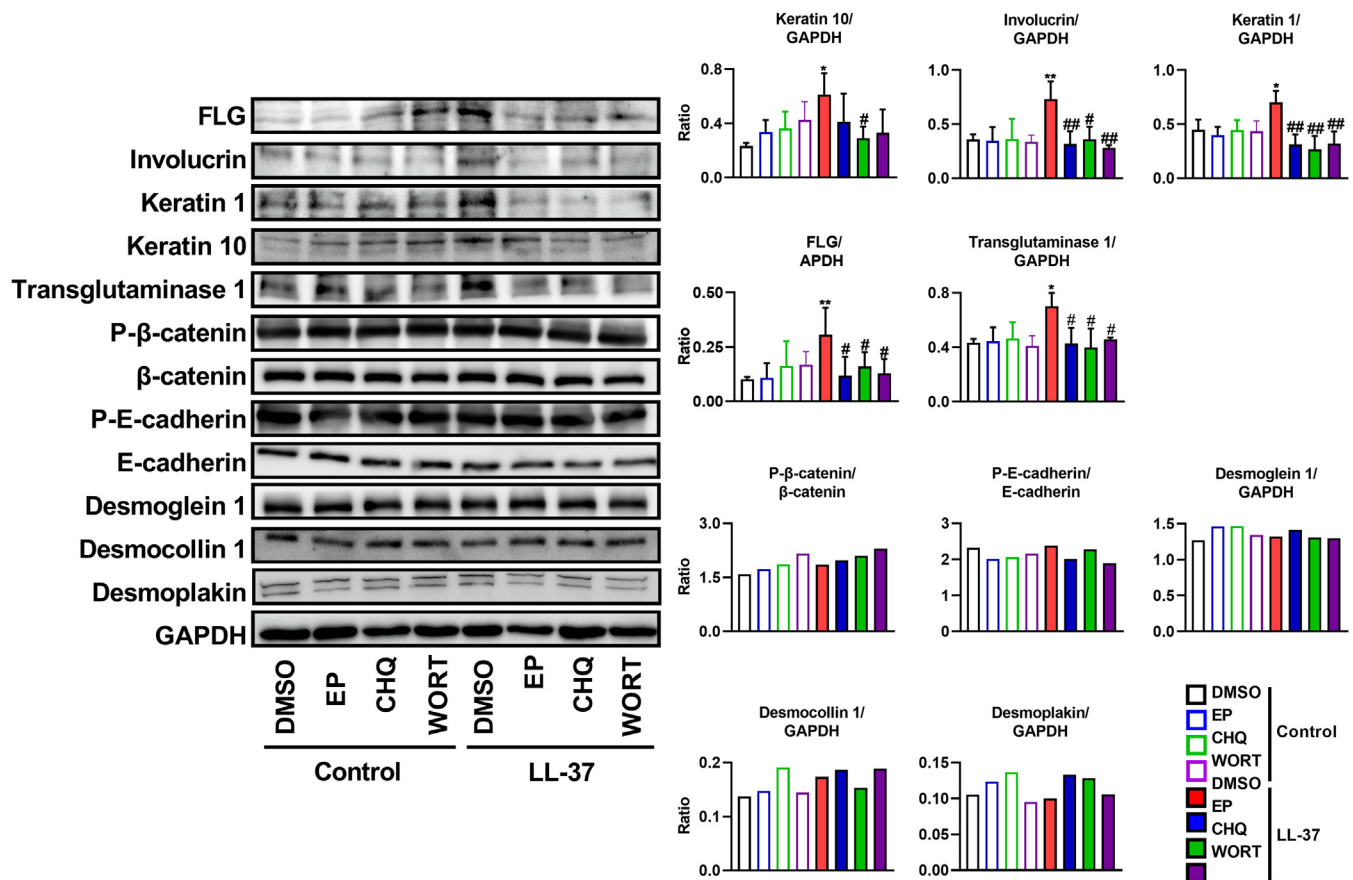 FLG
Involucrin
Keratin 1
Keratin 10
Transglutaminase 1
P-β-catenin
β-catenin
P-E-cadherin
E-cadherin
Desmoglein 1
Desmocollin 1
Desmoplakin
GAPDH
DMSO EP CHQ WORT DMSO EP CHQ WORT
Control LL-37
Keratin 10/
GAPDH
Ratio
0.8
0.4
0.0
*
#
Involucrin/
GAPDH
1.0
0.5
0.0
**
## # ##
Keratin 1/
GAPDH
1.0
0.5
0.0
*
## ## ##
FLG/
APDH
Ratio
0.50
0.25
0.00
**
# # #
Transglutaminase 1/
GAPDH
0.8
0.4
0.0
*
# # #
P-β-catenin/
β-catenin
Ratio
3.0
1.5
0.0
P-E-cadherin/
E-cadherin
3
2
1
0
Desmoglein 1/
GAPDH
1.5
1.0
0.5
0.0
Desmocollin 1/
GAPDH
Ratio
0.2
0.1
0.0
Desmoplakin/
GAPDH
0.15
0.10
0.05
0.00
DMSO
EP
CHQ
WORT
Control
DMSO
EP
CHQ
WORT
LL-37